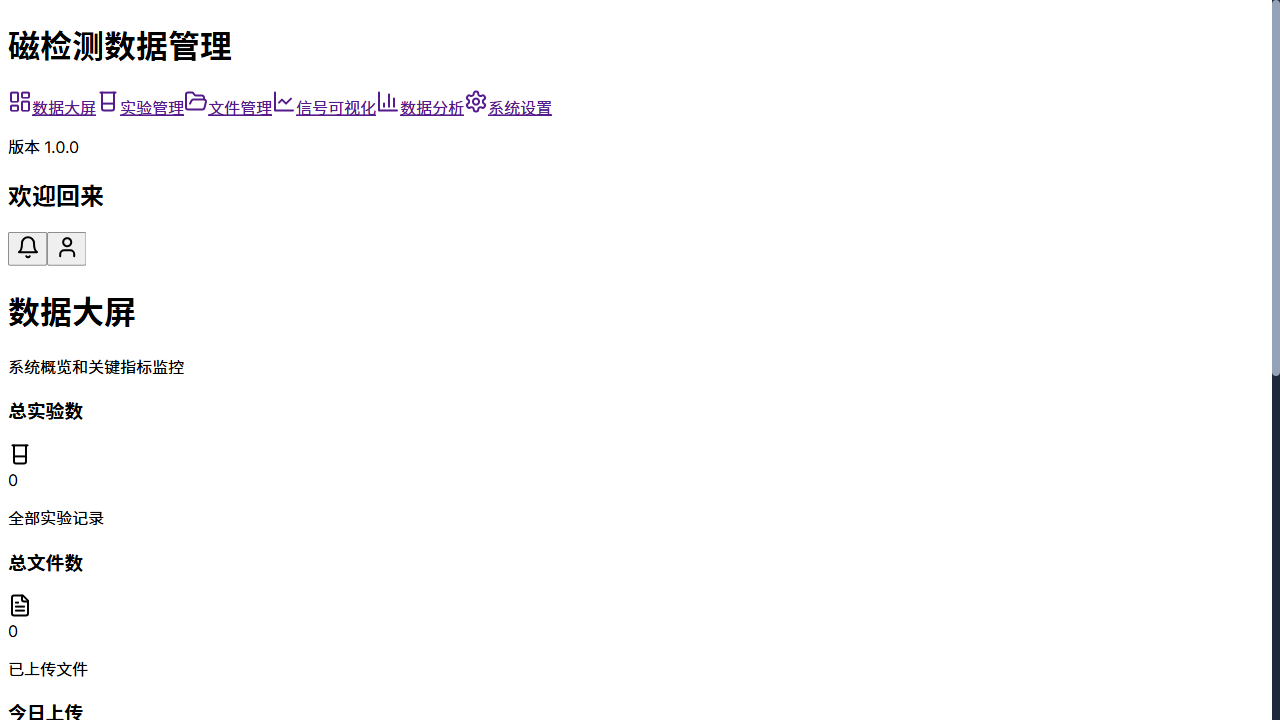 磁检测数据管理
数据大屏 实验管理 文件管理 信号可视化 数据分析 系统设置
版本 1.0.0
欢迎回来
数据大屏
系统概览和关键指标监控
总实验数
0
全部实验记录
总文件数
0
已上传文件
今日上传